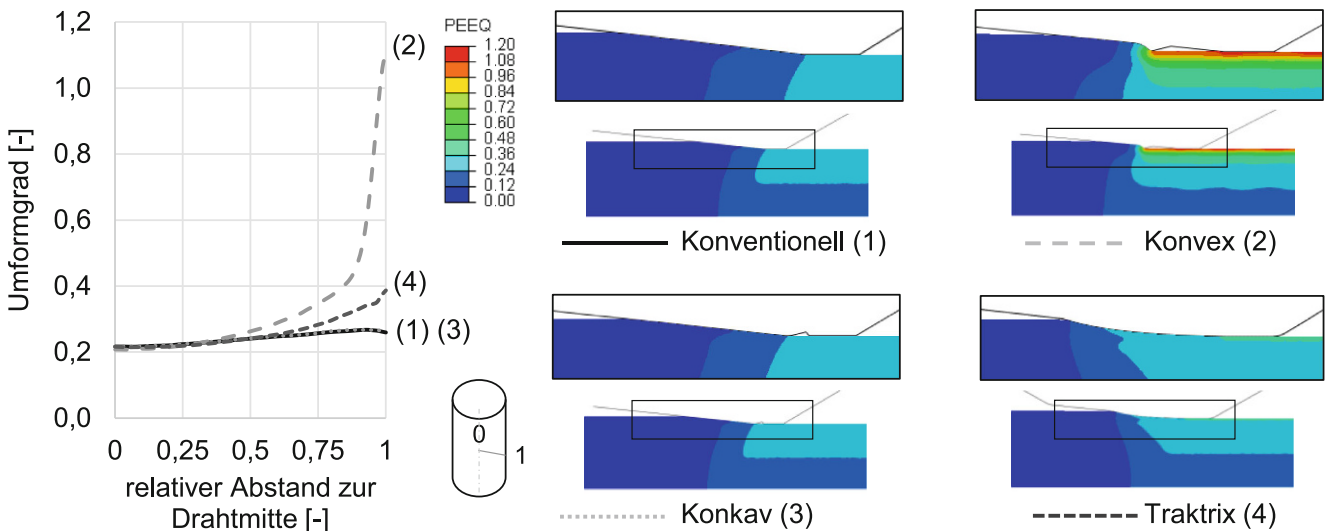 1,2
1,0
0,8
0,6
0,4
0,2
0,0
Umformgrad [-]
0 0,25 0,5 0,75 1
relativer Abstand zur
Drahtmitte [-]
(2)
(4)
(1) (3)
PEEQ
1.20
1.08
0.96
0.84
0.72
0.60
0.48
0.36
0.24
0.12
0.00
0
1
Konventionell (1)
Konvex (2)
Konkav (3)
Traktrix (4)